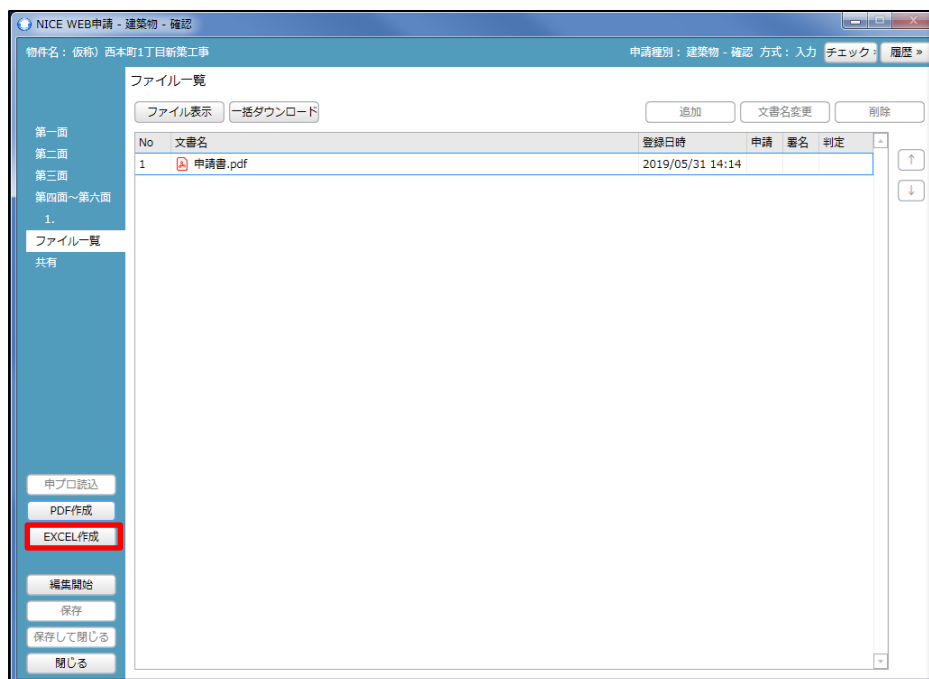 NICE WEB申請 - 建築物 - 確認
物件名： 仮称）西本町1丁目新築工事 申請種別： 建築物 - 確認 方式： 入力 チェック » 履歴 »
ファイル一覧
ファイル表示 一括ダウンロード 追加 文書名変更 削除
No 文書名 登録日時 申請 署名 判定
1 申請書.pdf 2019/05/31 14:14
↑
↓
第一面
第二面
第三面
第四面～第六面
1.
ファイル一覧
共有
申プロ読込
PDF作成
EXCEL作成
編集開始
保存
保存して閉じる
閉じる